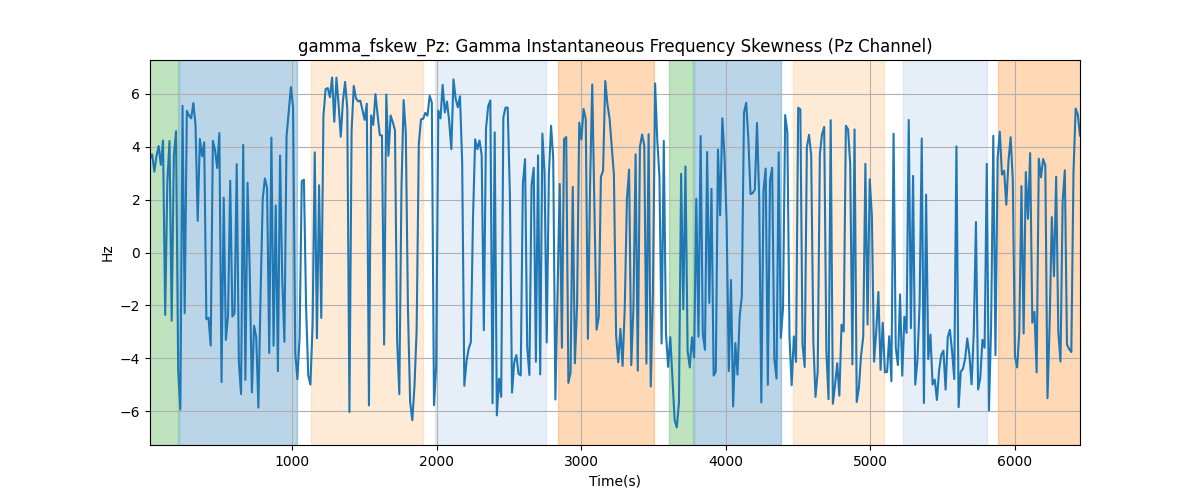 gamma_fskew_Pz: Gamma Instantaneous Frequency Skewness (Pz Channel)
6
4
2
0
−2
−4
−6
Hz
1000 2000 3000 4000 5000 6000
Time(s)